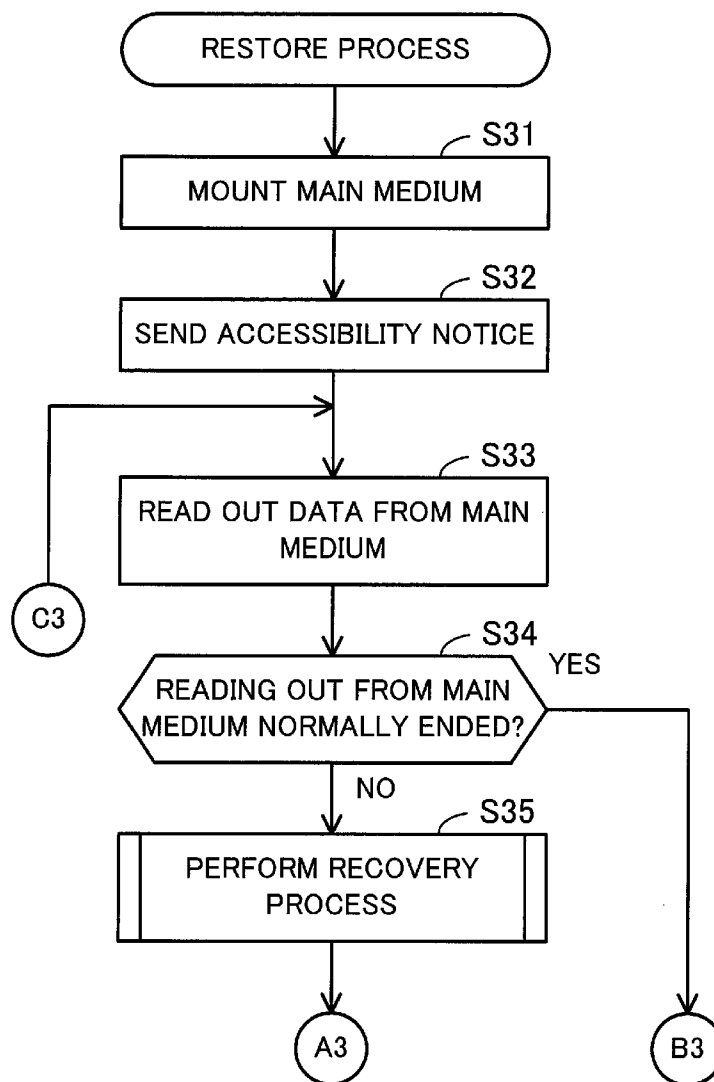 RESTORE PROCESS
S31
MOUNT MAIN MEDIUM
S32
SEND ACCESSIBILITY NOTICE
S33
READ OUT DATA FROM MAIN
MEDIUM
C3
S34
READING OUT FROM MAIN
MEDIUM NORMALLY ENDED?
YES
NO
S35
PERFORM RECOVERY
PROCESS
A3
B3